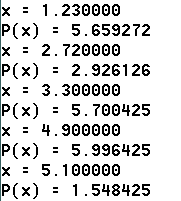 x = 1.230000
P(x) = 5.659272
x = 2.720000
P(x) = 2.926126
x = 3.300000
P(x) = 5.700425
x = 4.900000
P(x) = 5.996425
x = 5.100000
P(x) = 1.548425